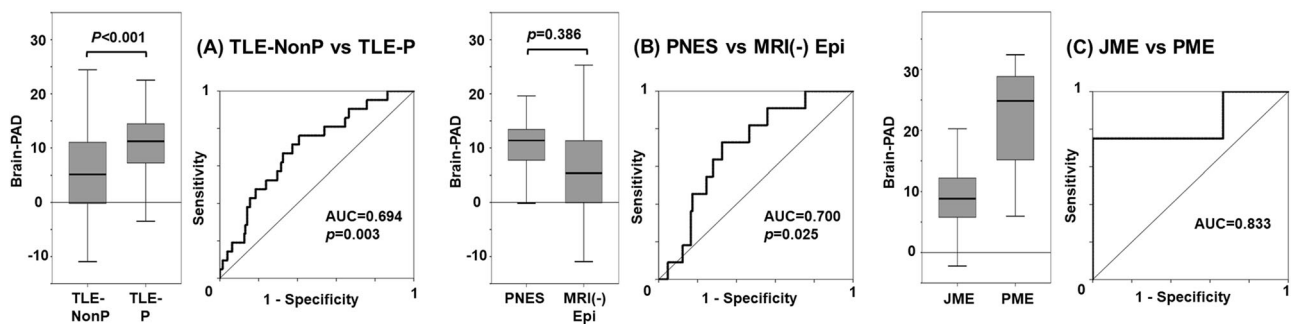 (A) TLE-NonP vs TLE-P
P<0.001
Brain-PAD
30
20
10
0
-10
TLE-
NonP
TLE-
P
Sensitivity
1
AUC=0.694
p=0.003
0
1 - Specificity
1
(B) PNES vs MRI(-) Epi
p=0.386
Brain-PAD
30
20
10
0
-10
PNES
MRI(-)
Epi
Sensitivity
1
AUC=0.700
p=0.025
0
1 - Specificity
1
(C) JME vs PME
Brain-PAD
30
20
10
0
JME
PME
Sensitivity
1
AUC=0.833
0
1 - Specificity
1